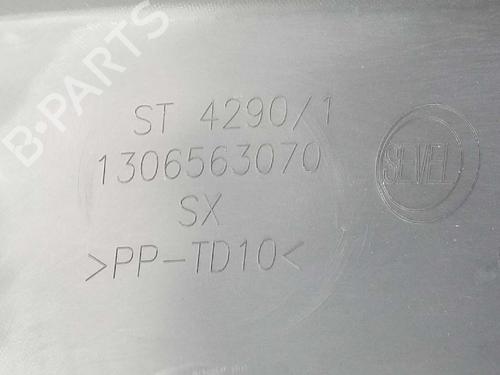 B-PARTS
ST 4290/1
1306563070
SEVEL
SX
>PP-TD10<